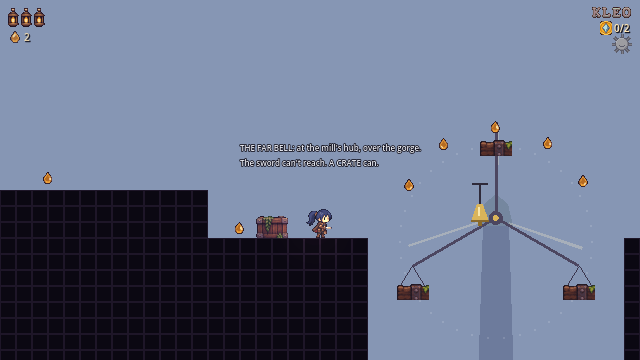 2
KLEO
0/2
THE FAR BELL: at the mill's hub, over the gorge.
The sword can't reach. A CRATE can.